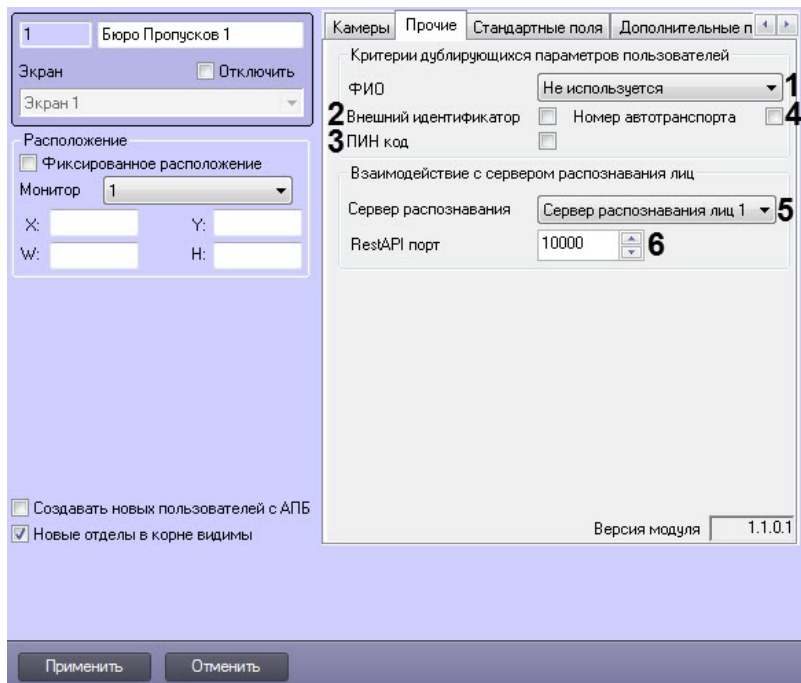 1 Бюро Пропусков 1
Экран Отключить
Экран 1
Расположение
Фиксированное расположение
Монитор 1
X: Y:
W: H:
Создавать новых пользователей с АПБ
Новые отделы в корне видимы
Камеры Прочие Стандартные поля Дополнительные п
Критерии дублирующихся параметров пользователей
ФИО Не используется 1
2 Внешний идентификатор Номер автотранспорта 4
3 ПИН код
Взаимодействие с сервером распознавания лиц
Сервер распознавания Сервер распознавания лиц 1 5
RestAPI порт 10000 6
Версия модуля 1.1.0.1
Применить Отменить